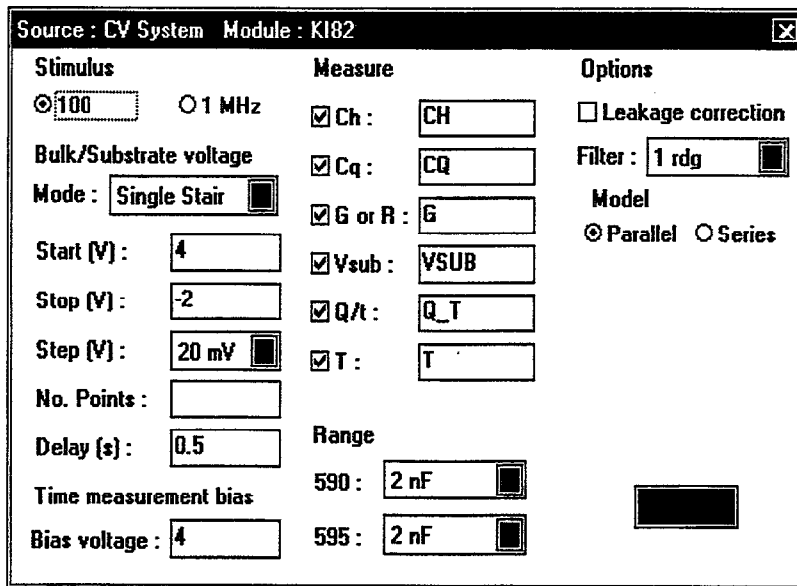 Source : CV System Module : KI82
Stimulus
100 1 MHz
Bulk/Substrate voltage
Mode : Single Stair
Start (V) : 4
Stop (V) : -2
Step (V) : 20 mV
No. Points :
Delay (s) : 0.5
Time measurement bias
Bias voltage : 4
Measure
Ch : CH
Cq : CQ
G or R : G
Vsub : VSUB
Q/t : Q_T
T : T
Range
590 : 2 nF
595 : 2 nF
Options
Leakage correction
Filter : 1 rdg
Model
Parallel Series